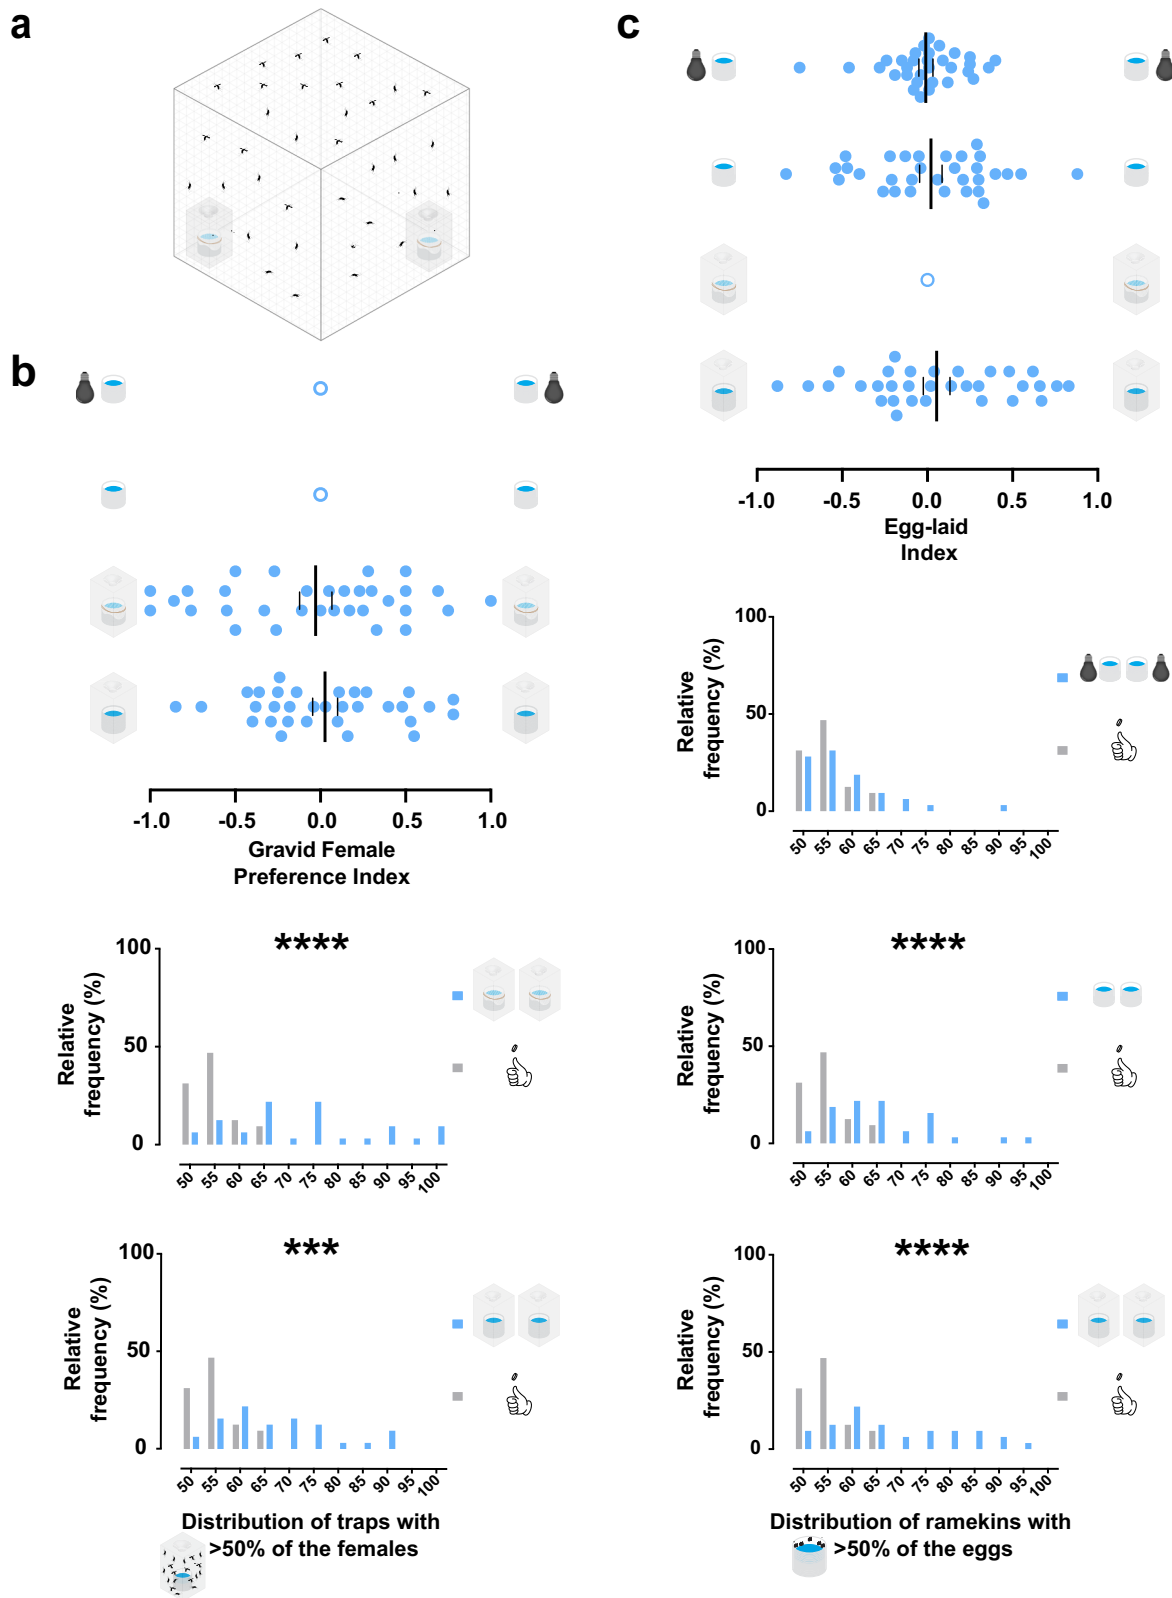 a
c
b
-1.0 -0.5 0.0 0.5 1.0
Egg-laid
Index
-1.0 -0.5 0.0 0.5 1.0
Gravid Female
Preference Index
Relative
frequency (%)
100
50
0
50 55 60 65 70 75 80 85 90 95 100
****
Relative
frequency (%)
100
50
0
50 55 60 65 70 75 80 85 90 95 100
****
Relative
frequency (%)
100
50
0
50 55 60 65 70 75 80 85 90 95 100
***
Relative
frequency (%)
100
50
0
50 55 60 65 70 75 80 85 90 95 100
Distribution of traps with
>50% of the females
****
Relative
frequency (%)
100
50
0
50 55 60 65 70 75 80 85 90 95 100
Distribution of ramekins with
>50% of the eggs